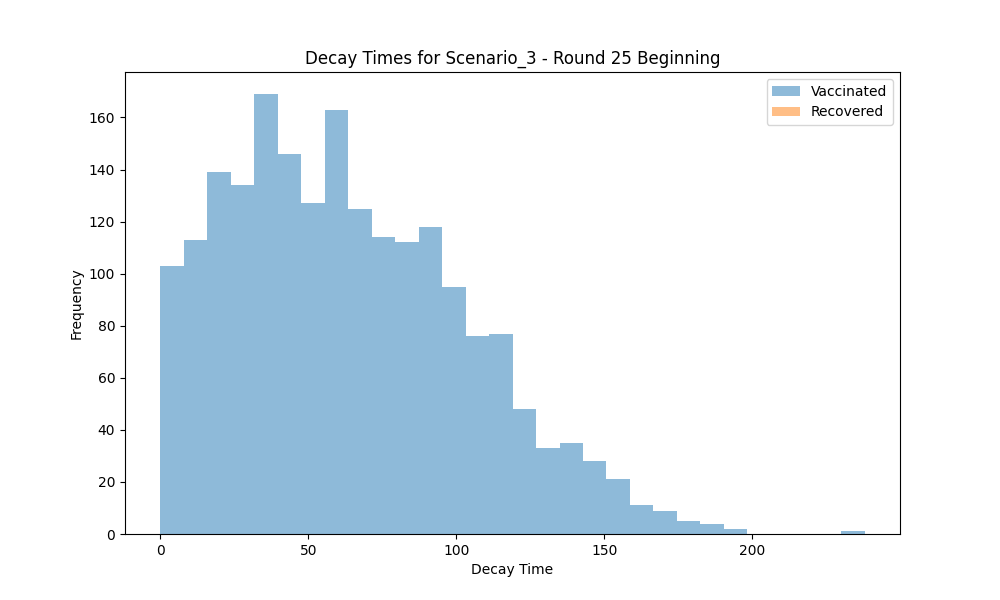 Decay Times for Scenario_3 - Round 25 Beginning
Vaccinated
Recovered
160
140
120
100
80
60
40
20
0
Frequency
0 50 100 150 200
Decay Time